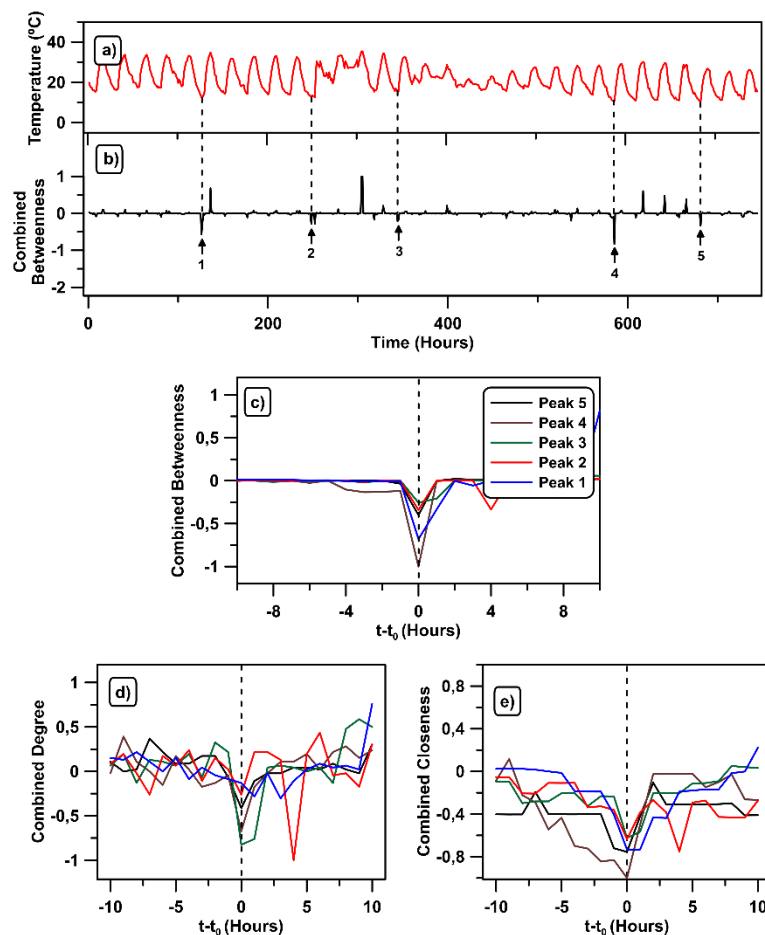 a)
Temperature (ºC)
40
20
0
b)
Combined
Betweenness
1
0
-1
-2
1
2
3
4
5
0
200
400
600
Time (Hours)
c)
Combined Betweenness
1
0,5
0
-0,5
-1
Peak 5
Peak 4
Peak 3
Peak 2
Peak 1
-8
-4
0
4
8
t-t0 (Hours)
d)
Combined Degree
1
0,5
0
-0,5
-1
-10
-5
0
5
10
t-t0 (Hours)
e)
Combined Closeness
0,8
0,4
0
-0,4
-0,8
-10
-5
0
5
10
t-t0 (Hours)